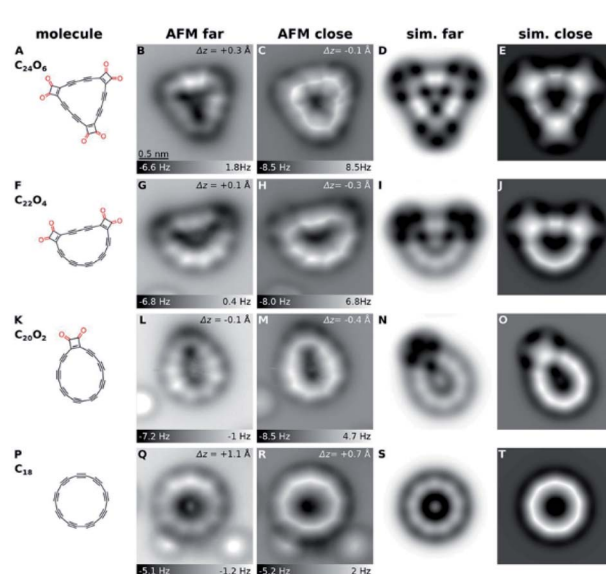 molecule AFM far AFM close sim. far sim. close
A B Δz = +0.3 Å C Δz = -0.1 Å D E
C24O6
0.5 nm
-6.6 Hz 1.8Hz -8.5 Hz 8.5Hz
F G Δz = +0.1 Å H Δz = -0.3 Å I J
C22O4
-6.8 Hz 0.4 Hz -8.0 Hz 6.8Hz
K L Δz = -0.1 Å M Δz = -0.4 Å N O
C20O2
-7.2 Hz -1 Hz -8.5 Hz 4.7 Hz
P Q Δz = +1.1 Å R Δz = +0.7 Å S T
C18
-5.1 Hz -1.2 Hz -5.2 Hz 2 Hz